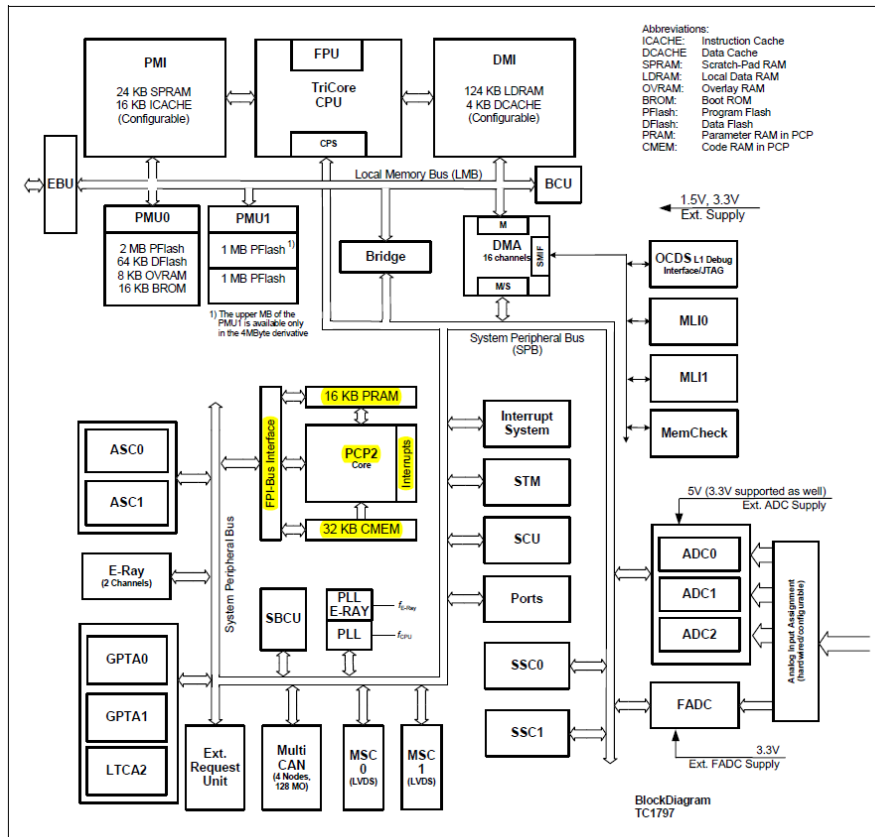 PMI
24 KB SPRAM
16 KB ICACHE
(Configurable)
FPU
TriCore
CPU
CPS
DMI
124 KB LDRAM
4 KB DCACHE
(Configurable)
Abbreviations:
ICACHE: Instruction Cache
DCACHE Data Cache
SPRAM: Scratch-Pad RAM
LDRAM: Local Data RAM
OVRAM: Overlay RAM
BROM: Boot ROM
PFlash: Program Flash
DFlash: Data Flash
PRAM: Parameter RAM in PCP
CMEM: Code RAM in PCP
EBU
Local Memory Bus (LMB)
BCU
1.5V, 3.3V
Ext. Supply
PMU0
2 MB PFlash
64 KB DFlash
8 KB OVRAM
16 KB BROM
PMU1
1 MB PFlash 1)
1 MB PFlash
1) The upper MB of the
PMU1 is available only
in the 4MByte derivative
Bridge
M
DMA
16 channels
SMIF
M/S
OCDS L1 Debug
Interface/JTAG
MLI0
MLI1
MemCheck
System Peripheral Bus
(SPB)
FPI-Bus Interface
16 KB PRAM
PCP2
Core
Interrupts
32 KB CMEM
ASC0
ASC1
E-Ray
(2 Channels)
System Peripheral Bus
GPTA0
GPTA1
LTCA2
SBCU
PLL
E-RAY
fE-Ray
PLL
fCPU
Ext.
Request
Unit
Multi
CAN
(4 Nodes,
128 MO)
MSC
0
(LVDS)
MSC
1
(LVDS)
Interrupt
System
STM
SCU
Ports
SSC0
SSC1
5V (3.3V supported as well)
Ext. ADC Supply
ADC0
ADC1
ADC2
Analog Input Assignment
(hardwired/configurable)
FADC
3.3V
Ext. FADC Supply
BlockDiagram
TC1797